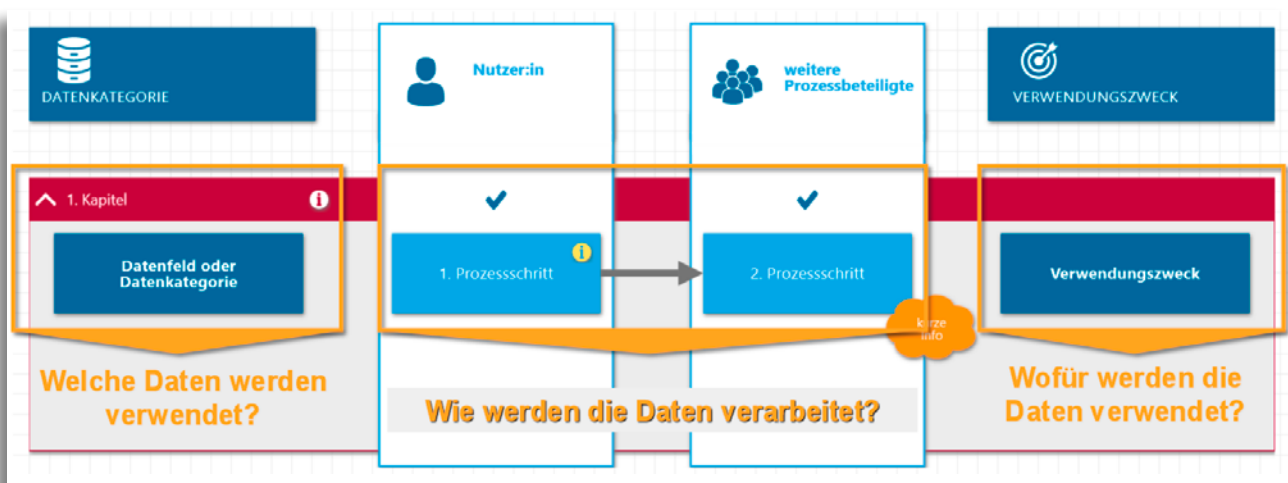 DATENKATEGORIE
Nutzer:in
weitere
Prozessbeteiligte
VERWENDUNGSZWECK
1. Kapitel
i
Datenfeld oder
Datenkategorie
1. Prozessschritt
i
2. Prozessschritt
kurze
info
Verwendungszweck
Welche Daten werden
verwendet?
Wie werden die Daten verarbeitet?
Wofür werden die
Daten verwendet?